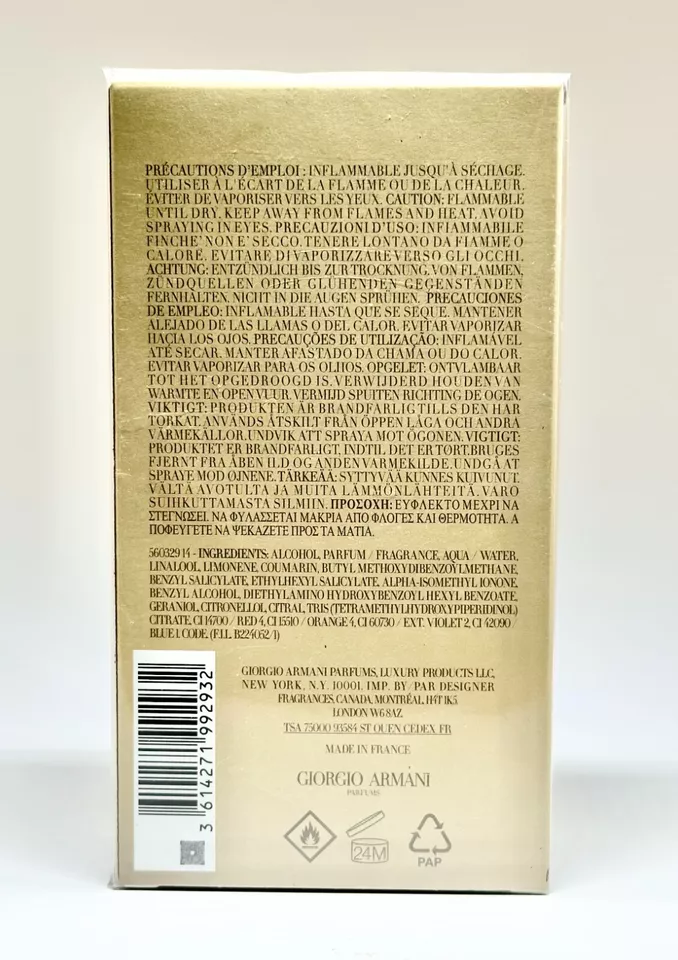 PRÉCAUTIONS D'EMPLOI : INFLAMMABLE JUSQU'À SÉCHAGE.
UTILISER À L'ÉCART DE LA FLAMME OU DE LA CHALEUR.
ÉVITER DE VAPORISER VERS LES YEUX. CAUTION: FLAMMABLE
UNTIL DRY. KEEP AWAY FROM FLAMES AND HEAT. AVOID
SPRAYING IN EYES. PRECAUZIONI D'USO: INFIAMMABILE
FINCHE' NON E' SECCO. TENERE LONTANO DA FIAMME O
CALORE. EVITARE DI VAPORIZZARE VERSO GLI OCCHI.
ACHTUNG: ENTZÜNDLICH BIS ZUR TROCKNUNG. VON FLAMMEN,
ZÜNDQUELLEN ODER GLÜHENDEN GEGENSTÄNDEN
FERNHALTEN. NICHT IN DIE AUGEN SPRÜHEN. PRECAUCIONES
DE EMPLEO: INFLAMABLE HASTA QUE SE SEQUE. MANTENER
ALEJADO DE LAS LLAMAS O DEL CALOR. EVITAR VAPORIZAR
HACIA LOS OJOS. PRECAUÇÕES DE UTILIZAÇÃO: INFLAMÁVEL
ATÉ SECAR. MANTER AFASTADO DA CHAMA OU DO CALOR.
EVITAR VAPORIZAR PARA OS OLHOS. OPGELET: ONTVLAMBAAR
TOT HET OPGEDROOGD IS. VERWIJDERD HOUDEN VAN
WARMTE EN OPEN VUUR. VERMIJD SPUITEN RICHTING DE OGEN.
VIKTIGT: PRODUKTEN ÄR BRANDFARLIG TILLS DEN HAR
TORKAT. ANVÄNDS ÅTSKILT FRÅN ÖPPEN LÅGA OCH ANDRA
VÄRMEKÄLLOR. UNDVIK ATT SPRAYA MOT ÖGONEN. VIGTIGT:
PRODUKTET ER BRANDFARLIGT, INDTIL DET ER TØRT. BRUGES
FJERNT FRA ÅBEN ILD OG ANDEN VARMEKILDE. UNDGÅ AT
SPRAYE MOD ØJNENE. TÄRKEÄÄ: SYTTYVÄÄ KUNNES KUIVUNUT.
VÄLTÄ AVOTULTA JA MUITA LÄMMÖNLÄHTEITÄ. VARO
SUIHKUTTAMASTA SILMIIN. ΠΡΟΣΟΧΗ: ΕΥΦΛΕΚΤΟ ΜΕΧΡΙ ΝΑ
ΣΤΕΓΝΩΣΕΙ. ΝΑ ΦΥΛΑΣΣΕΤΑΙ ΜΑΚΡΙΑ ΑΠΟ ΦΛΟΓΕΣ ΚΑΙ ΘΕΡΜΟΤΗΤΑ. Α
ΠΟΦΕΥΓΕΤΕ ΝΑ ΨΕΚΑΖΕΤΕ ΠΡΟΣ ΤΑ ΜΑΤΙΑ.
56032914 - INGREDIENTS: ALCOHOL, PARFUM / FRAGRANCE, AQUA / WATER,
LINALOOL, LIMONENE, COUMARIN, BUTYL METHOXYDIBENZOYLMETHANE,
BENZYL SALICYLATE, ETHYLHEXYL SALICYLATE, ALPHA-ISOMETHYL IONONE,
BENZYL ALCOHOL, DIETHYLAMINO HYDROXYBENZOYL HEXYL BENZOATE,
GERANIOL, CITRONELLOL, CITRAL, TRIS (TETRAMETHYLHYDROXYPIPERIDINOL)
CITRATE, CI 14700 / RED 4, CI 15510 / ORANGE 4, CI 60730 / EXT. VIOLET 2, CI 42090 /
BLUE 1. CODE (F.I.L. B224052/1)
GIORGIO ARMANI PARFUMS, LUXURY PRODUCTS LLC,
NEW YORK, N.Y. 10001. IMP. BY / PAR DESIGNER
FRAGRANCES, CANADA, MONTRÉAL, H4T 1K5.
LONDON W6 8AZ
TSA 75000 93584 ST OUEN CEDEX, FR
MADE IN FRANCE
GIORGIO ARMANI
PARFUMS
3 614271 992932
24M
PAP